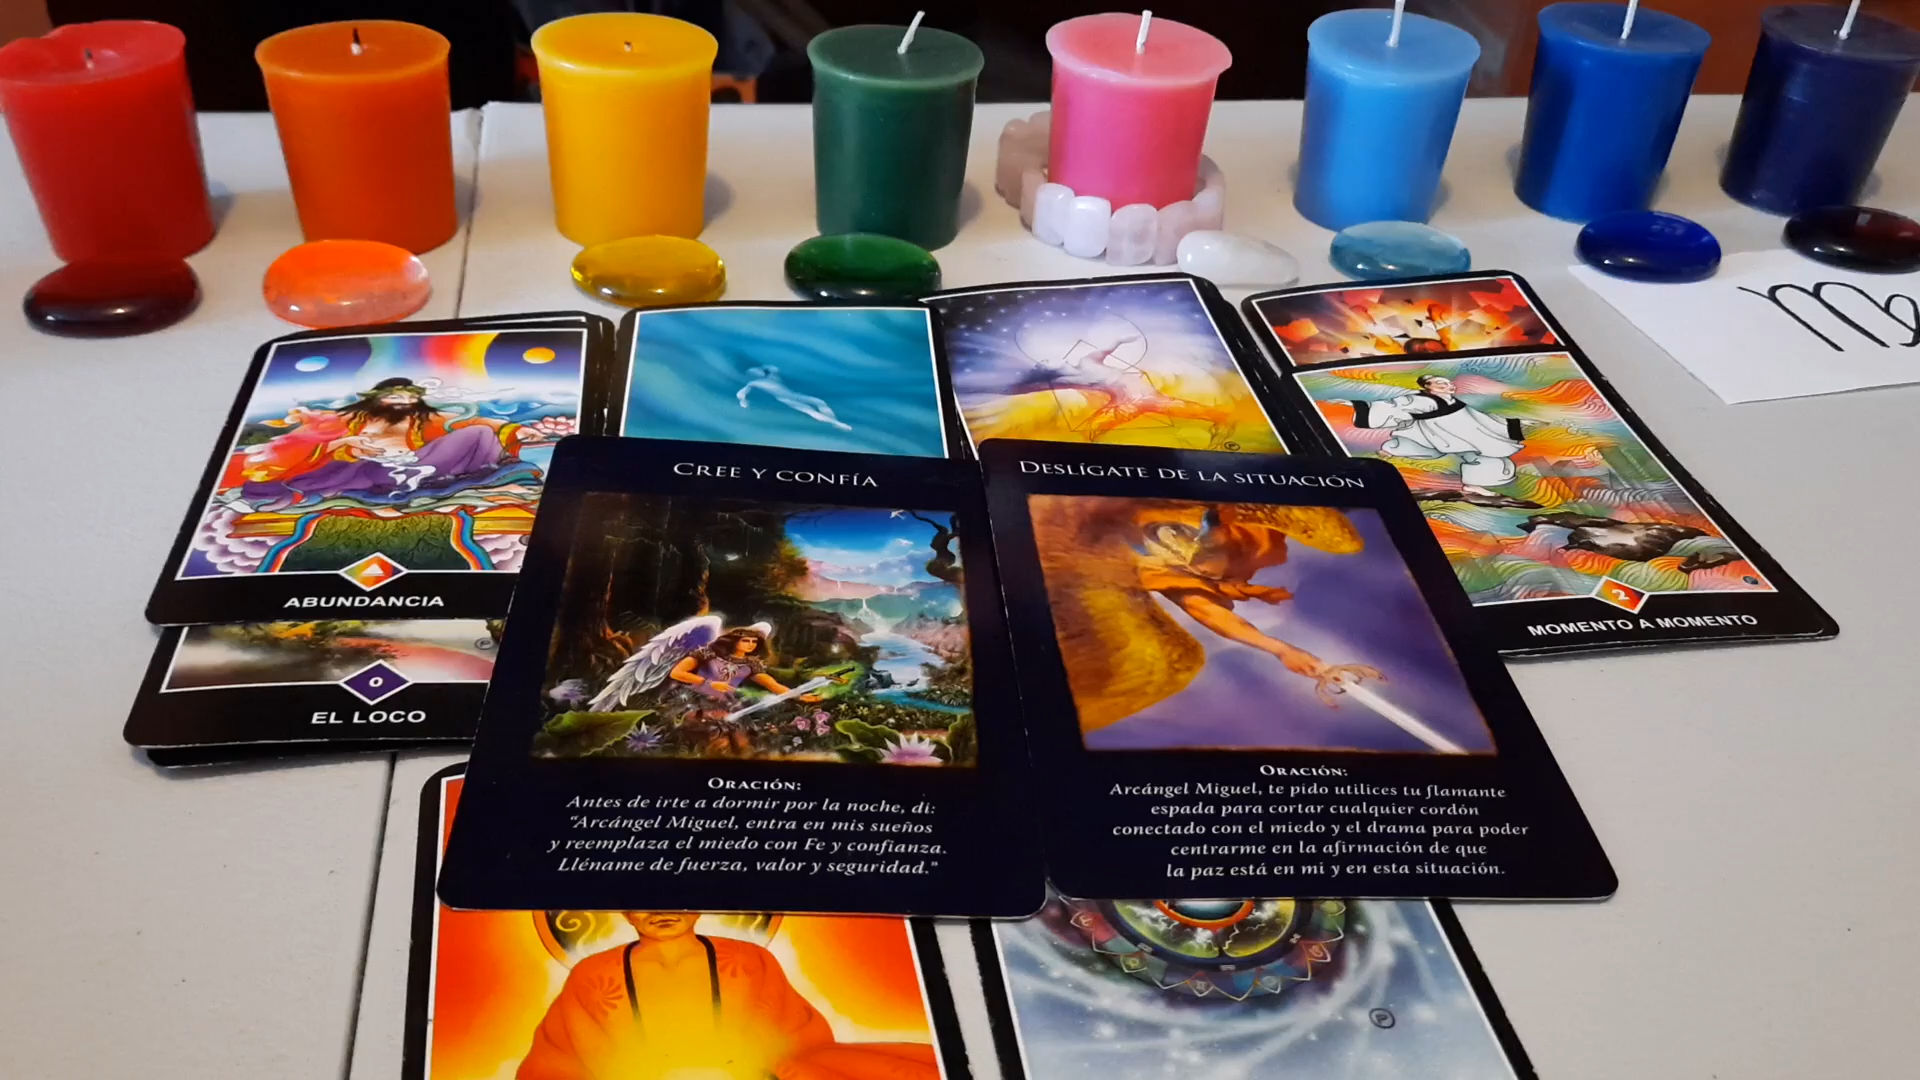 ABUNDANCIA
0
EL LOCO
CREE Y CONFÍA
ORACIÓN:
Antes de irte a dormir por la noche, di:
"Arcángel Miguel, entra en mis sueños
y reemplaza el miedo con Fe y confianza.
Lléname de fuerza, valor y seguridad."
DESLÍGATE DE LA SITUACIÓN
ORACIÓN:
Arcángel Miguel, te pido utilices tu flamante
espada para cortar cualquier cordón
conectado con el miedo y el drama para poder
centrarme en la afirmación de que
la paz está en mi y en esta situación.
2
MOMENTO A MOMENTO